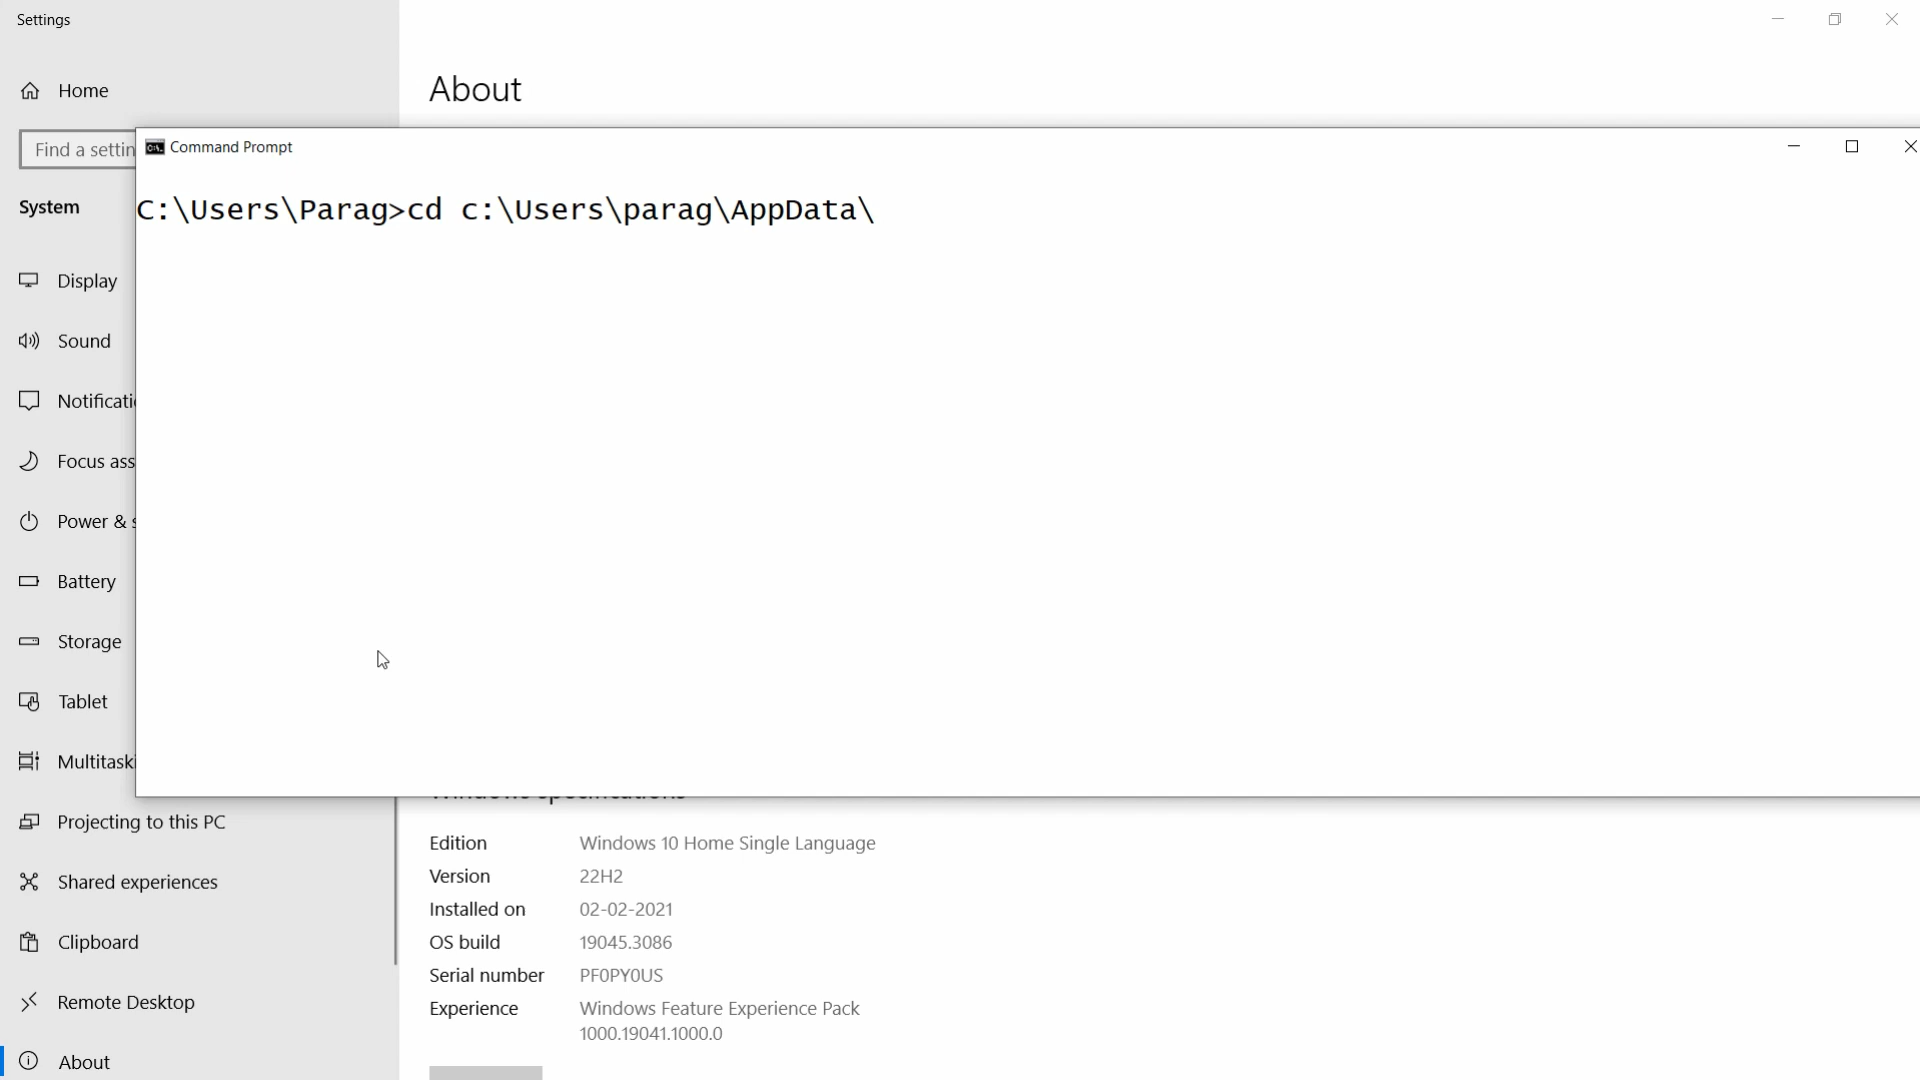 Settings
Home
About
Find a settin
Command Prompt
System
C:\Users\Parag>cd c:\Users\parag\AppData\
Display
Sound
Notificati
Focus ass
Power & s
Battery
Storage
Tablet
Multitaski
Windows specifications
Projecting to this PC
Edition Windows 10 Home Single Language
Version 22H2
Shared experiences
Installed on 02-02-2021
Clipboard
OS build 19045.3086
Serial number PF0PY0US
Remote Desktop
Experience Windows Feature Experience Pack
1000.19041.1000.0
About